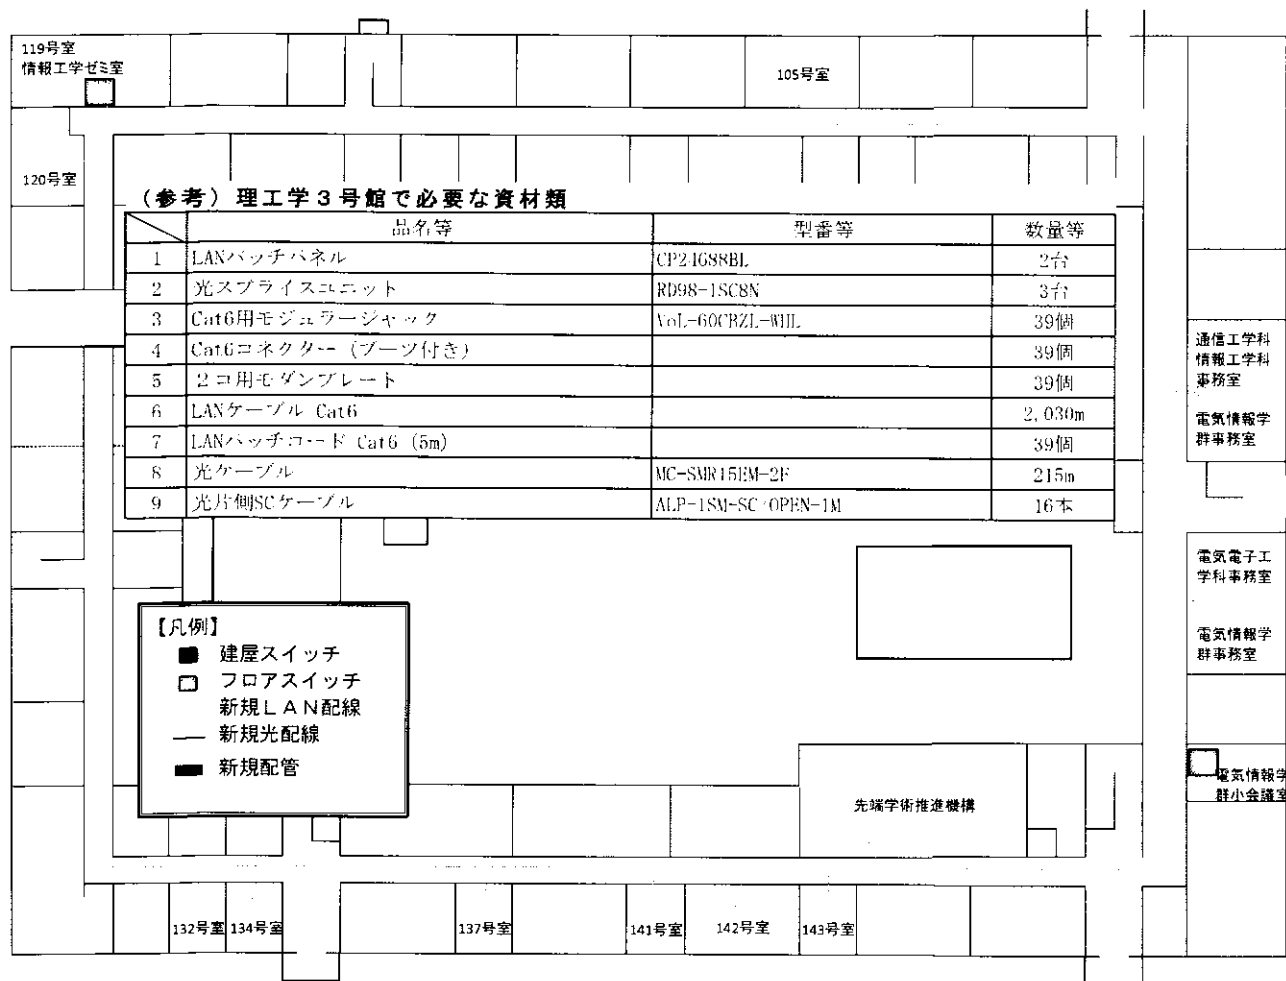 119号室
情報工学ゼミ室
105号室
120号室
(参考) 理工学3号館で必要な資材類
品名等 型番等 数量等
1 LANパッチパネル CP24G88BL 2台
2 光スプライスユニット RD98-1SC8N 3台
3 Cat6用モジュラージャック 39個
4 Cat6コネクター (ブーツ付き) 39個
5 2コ用モダンプレート 39個
6 LANケーブル Cat6 2,030m
7 LANパッチコード Cat6 (5m) 39個
8 光ケーブル MC-SMR15EM-2F 215m
9 光片側SCケーブル ALP-1SM-SC/OPEN-1M 16本
通信工学科
情報工学科
事務室
電気情報学
群事務室
電気電子工
学科事務室
電気情報学
群事務室
【凡例】
建屋スイッチ
フロアスイッチ
新規LAN配線
新規光配線
新規配管
電気情報学
群小会議室
先端学術推進機構
132号室 134号室 137号室 141号室 142号室 143号室